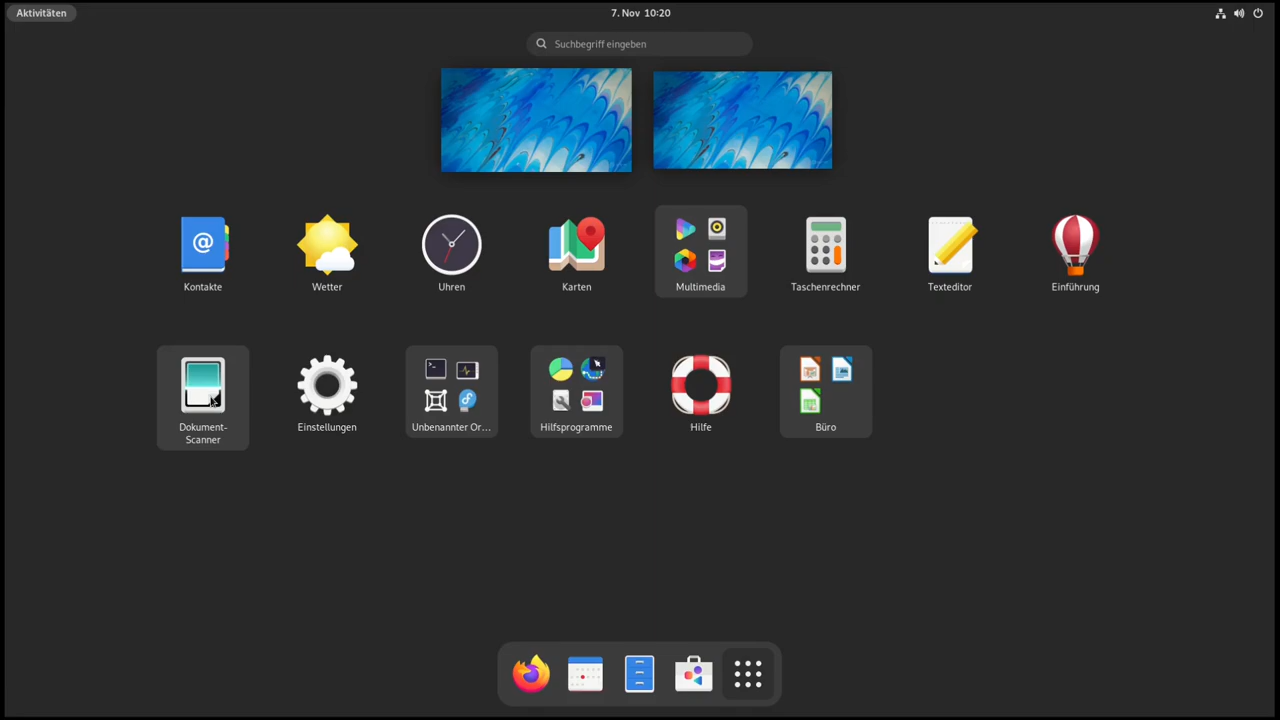 Aktivitäten
7. Nov 10:20
Suchbegriff eingeben
Kontakte
Wetter
Uhren
Karten
Multimedia
Taschenrechner
Texteditor
Einführung
Dokument-
Scanner
Einstellungen
Unbenannter Or...
Hilfsprogramme
Hilfe
Büro